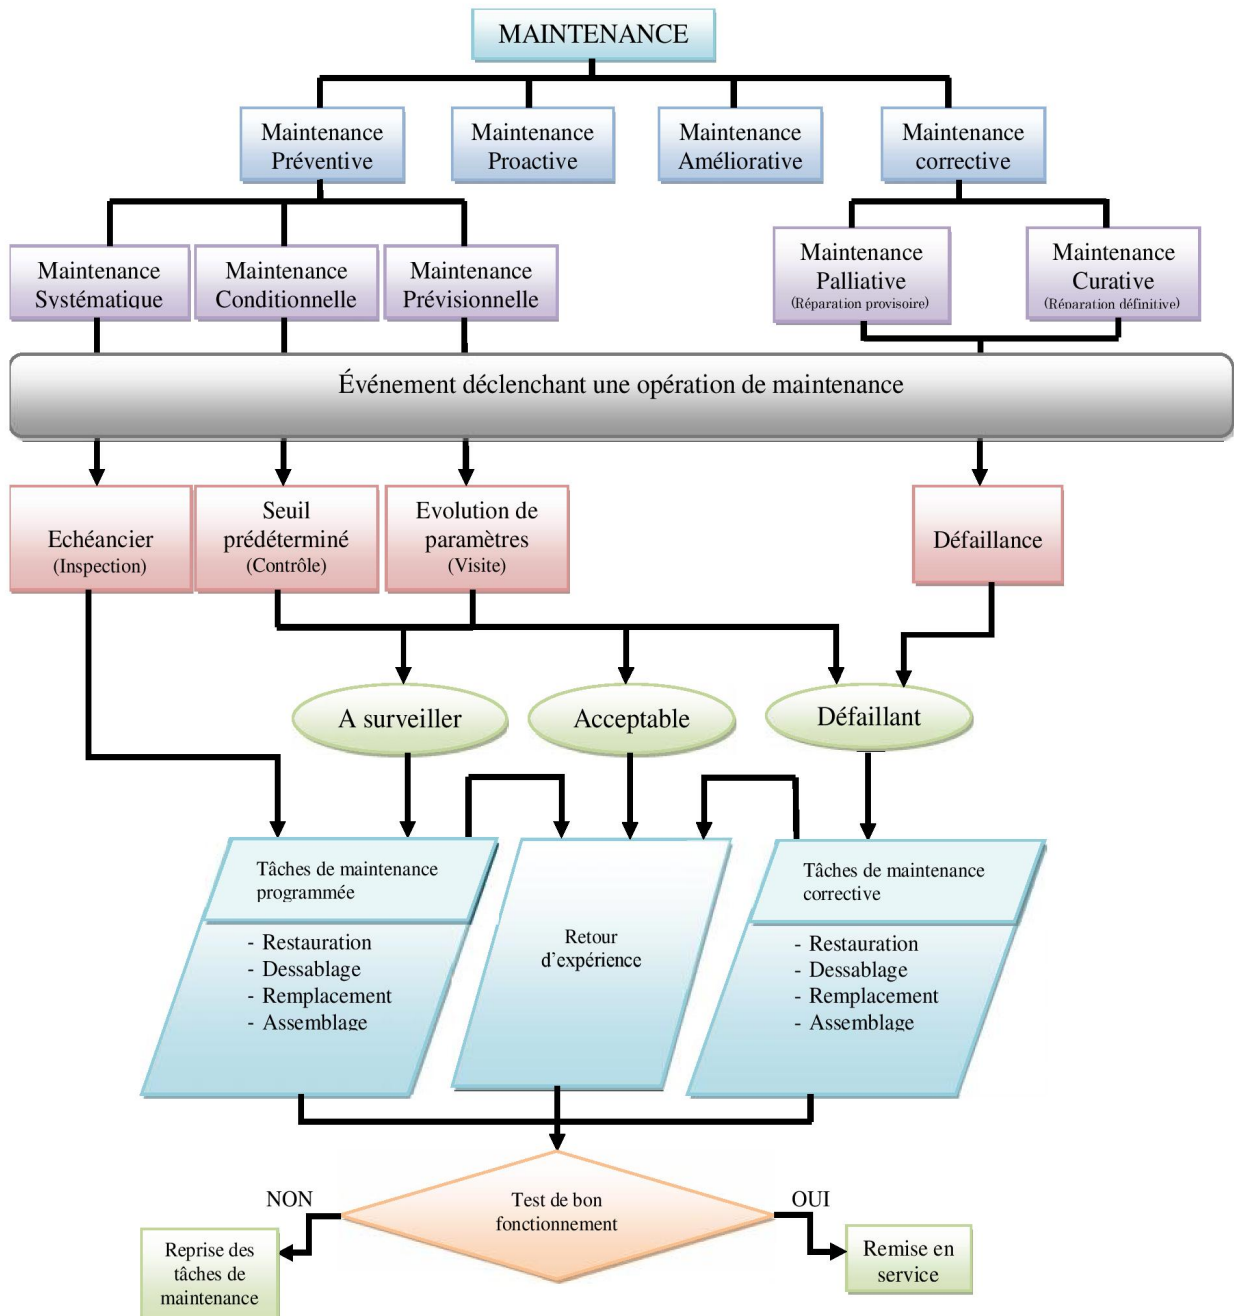 MAINTENANCE
Maintenance
Préventive
Maintenance
Proactive
Maintenance
Améliorative
Maintenance
corrective
Maintenance
Systématique
Maintenance
Conditionnelle
Maintenance
Prévisionnelle
Maintenance
Palliative
(Réparation provisoire)
Maintenance
Curative
(Réparation définitive)
Événement déclenchant une opération de maintenance
Echéancier
(Inspection)
Seuil
prédéterminé
(Contrôle)
Evolution de
paramètres
(Visite)
Défaillance
A surveiller
Acceptable
Défaillant
Tâches de maintenance
programmée
- Restauration
- Dessablage
- Remplacement
- Assemblage
Retour
d'expérience
Tâches de maintenance
corrective
- Restauration
- Dessablage
- Remplacement
- Assemblage
NON
Test de bon
fonctionnement
OUI
Reprise des
tâches de
maintenance
Remise en
service